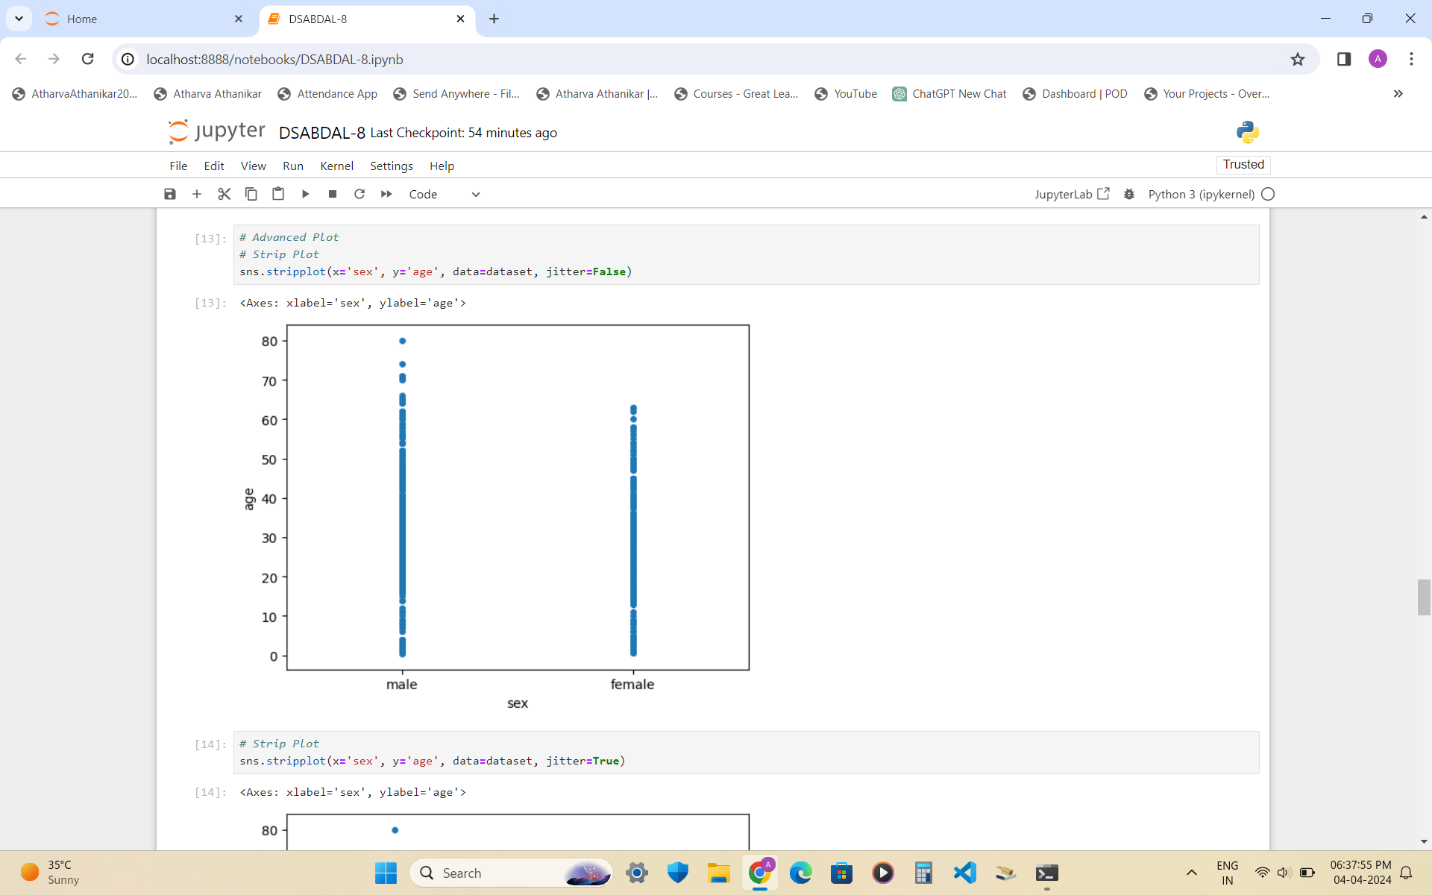 Home
DSABDAL-8
localhost:8888/notebooks/DSABDAL-8.ipynb
A
AtharvaAthanikar20...
Atharva Athanikar
Attendance App
Send Anywhere - Fil...
Atharva Athanikar |...
Courses - Great Lea...
YouTube
ChatGPT New Chat
Dashboard | POD
Your Projects - Over...
jupyter DSABDAL-8 Last Checkpoint: 54 minutes ago
File Edit View Run Kernel Settings Help
Trusted
Code
JupyterLab
Python 3 (ipykernel)
[13]: # Advanced Plot
# Strip Plot
sns.stripplot(x='sex', y='age', data=dataset, jitter=False)
[13]: <Axes: xlabel='sex', ylabel='age'>
80
70
60
50
40
30
20
10
0
age
male female
sex
[14]: # Strip Plot
sns.stripplot(x='sex', y='age', data=dataset, jitter=True)
[14]: <Axes: xlabel='sex', ylabel='age'>
80
35°C
Sunny
Search
A
ENG
IN
06:37:55 PM
04-04-2024